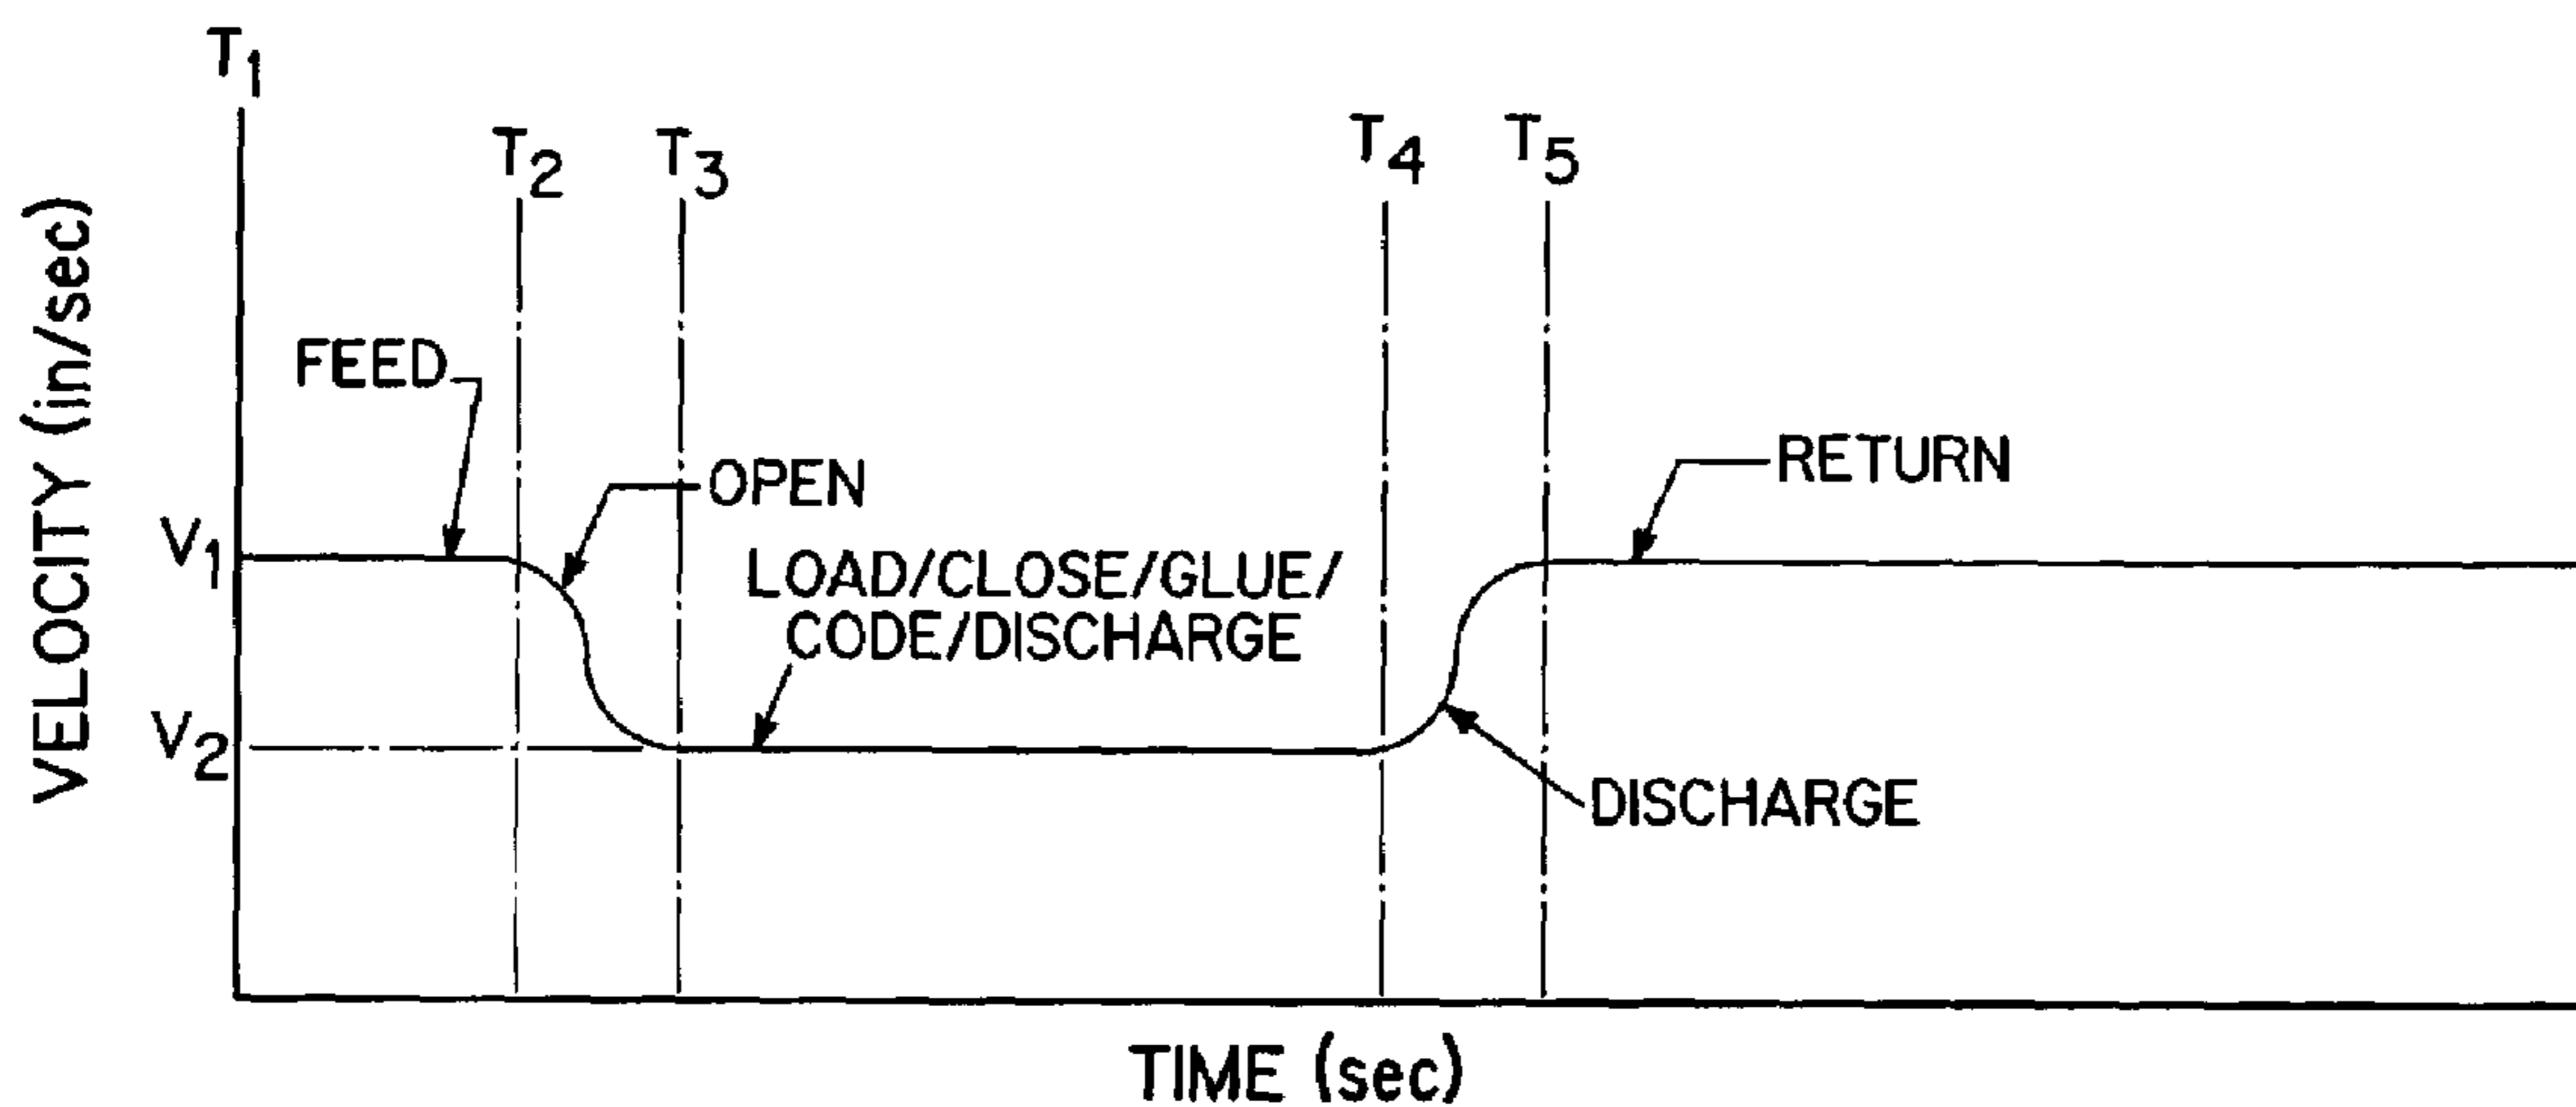 T1
T2
T3
T4
T5
FEED
OPEN
RETURN
V1
LOAD/CLOSE/GLUE/
CODE/DISCHARGE
V2
DISCHARGE
VELOCITY (in/sec)
TIME (sec)